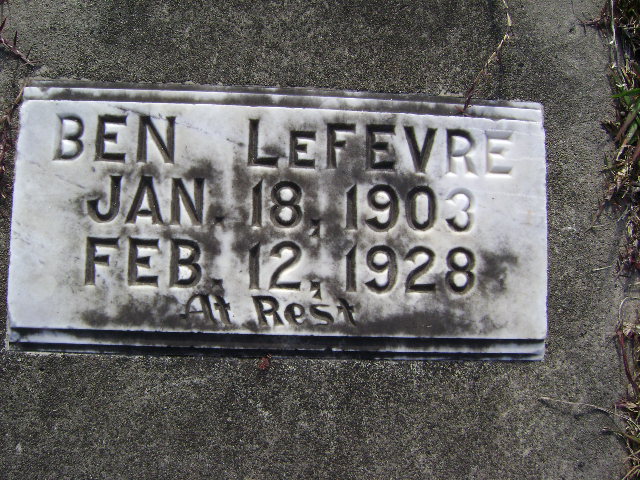 BEN LeFEVRE
JAN. 18, 1903
FEB. 12, 1928
At Rest